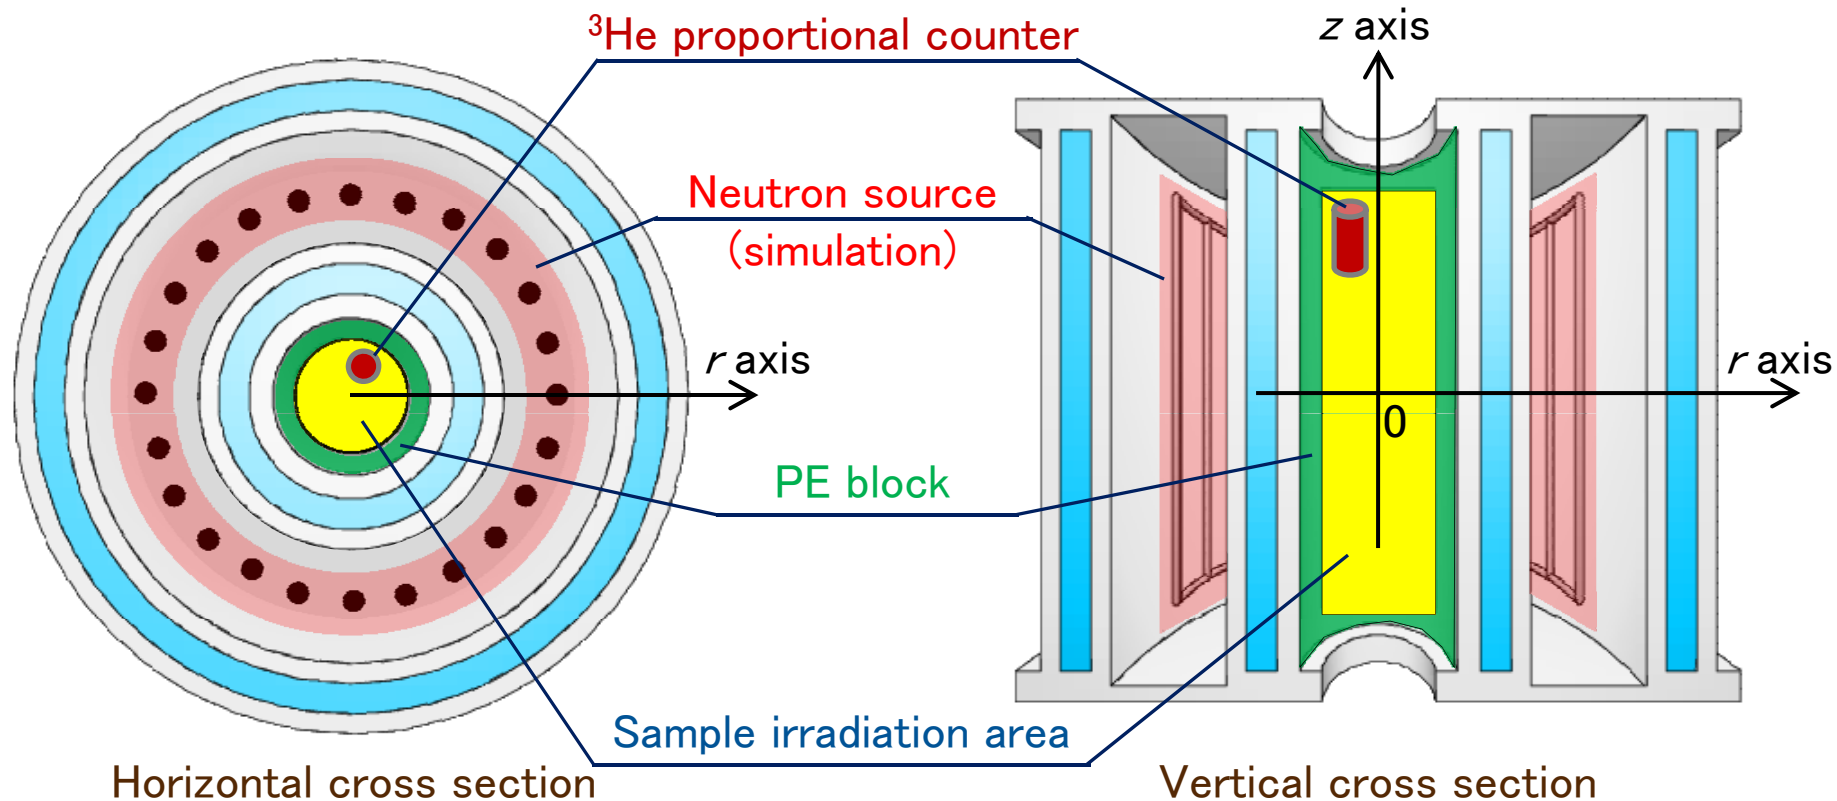 ³He proportional counter
z axis
Neutron source
(simulation)
r axis
r axis
0
PE block
Sample irradiation area
Horizontal cross section
Vertical cross section